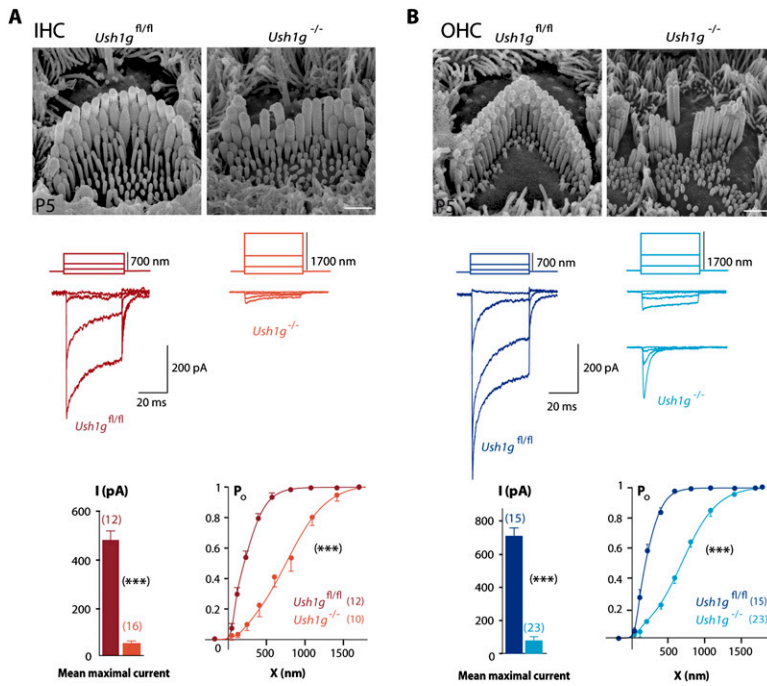 A
IHC
Ush1g fl/fl
Ush1g -/-
P5
700 nm
1700 nm
Ush1g -/-
200 pA
20 ms
Ush1g fl/fl
I (pA)
600
400
200
0
(12)
(16)
(***)
Mean maximal current
Po
1
0.8
0.6
0.4
0.2
0
(***)
Ush1g fl/fl (12)
Ush1g -/- (10)
500 1000 1500
X (nm)
B
OHC
Ush1g fl/fl
Ush1g -/-
P5
700 nm
1700 nm
200 pA
20 ms
Ush1g -/-
Ush1g fl/fl
I (pA)
800
600
400
200
0
(15)
(23)
(***)
Mean maximal current
Po
1
0.8
0.6
0.4
0.2
0
(***)
Ush1g fl/fl (15)
Ush1g -/- (23)
500 1000 1500
X (nm)